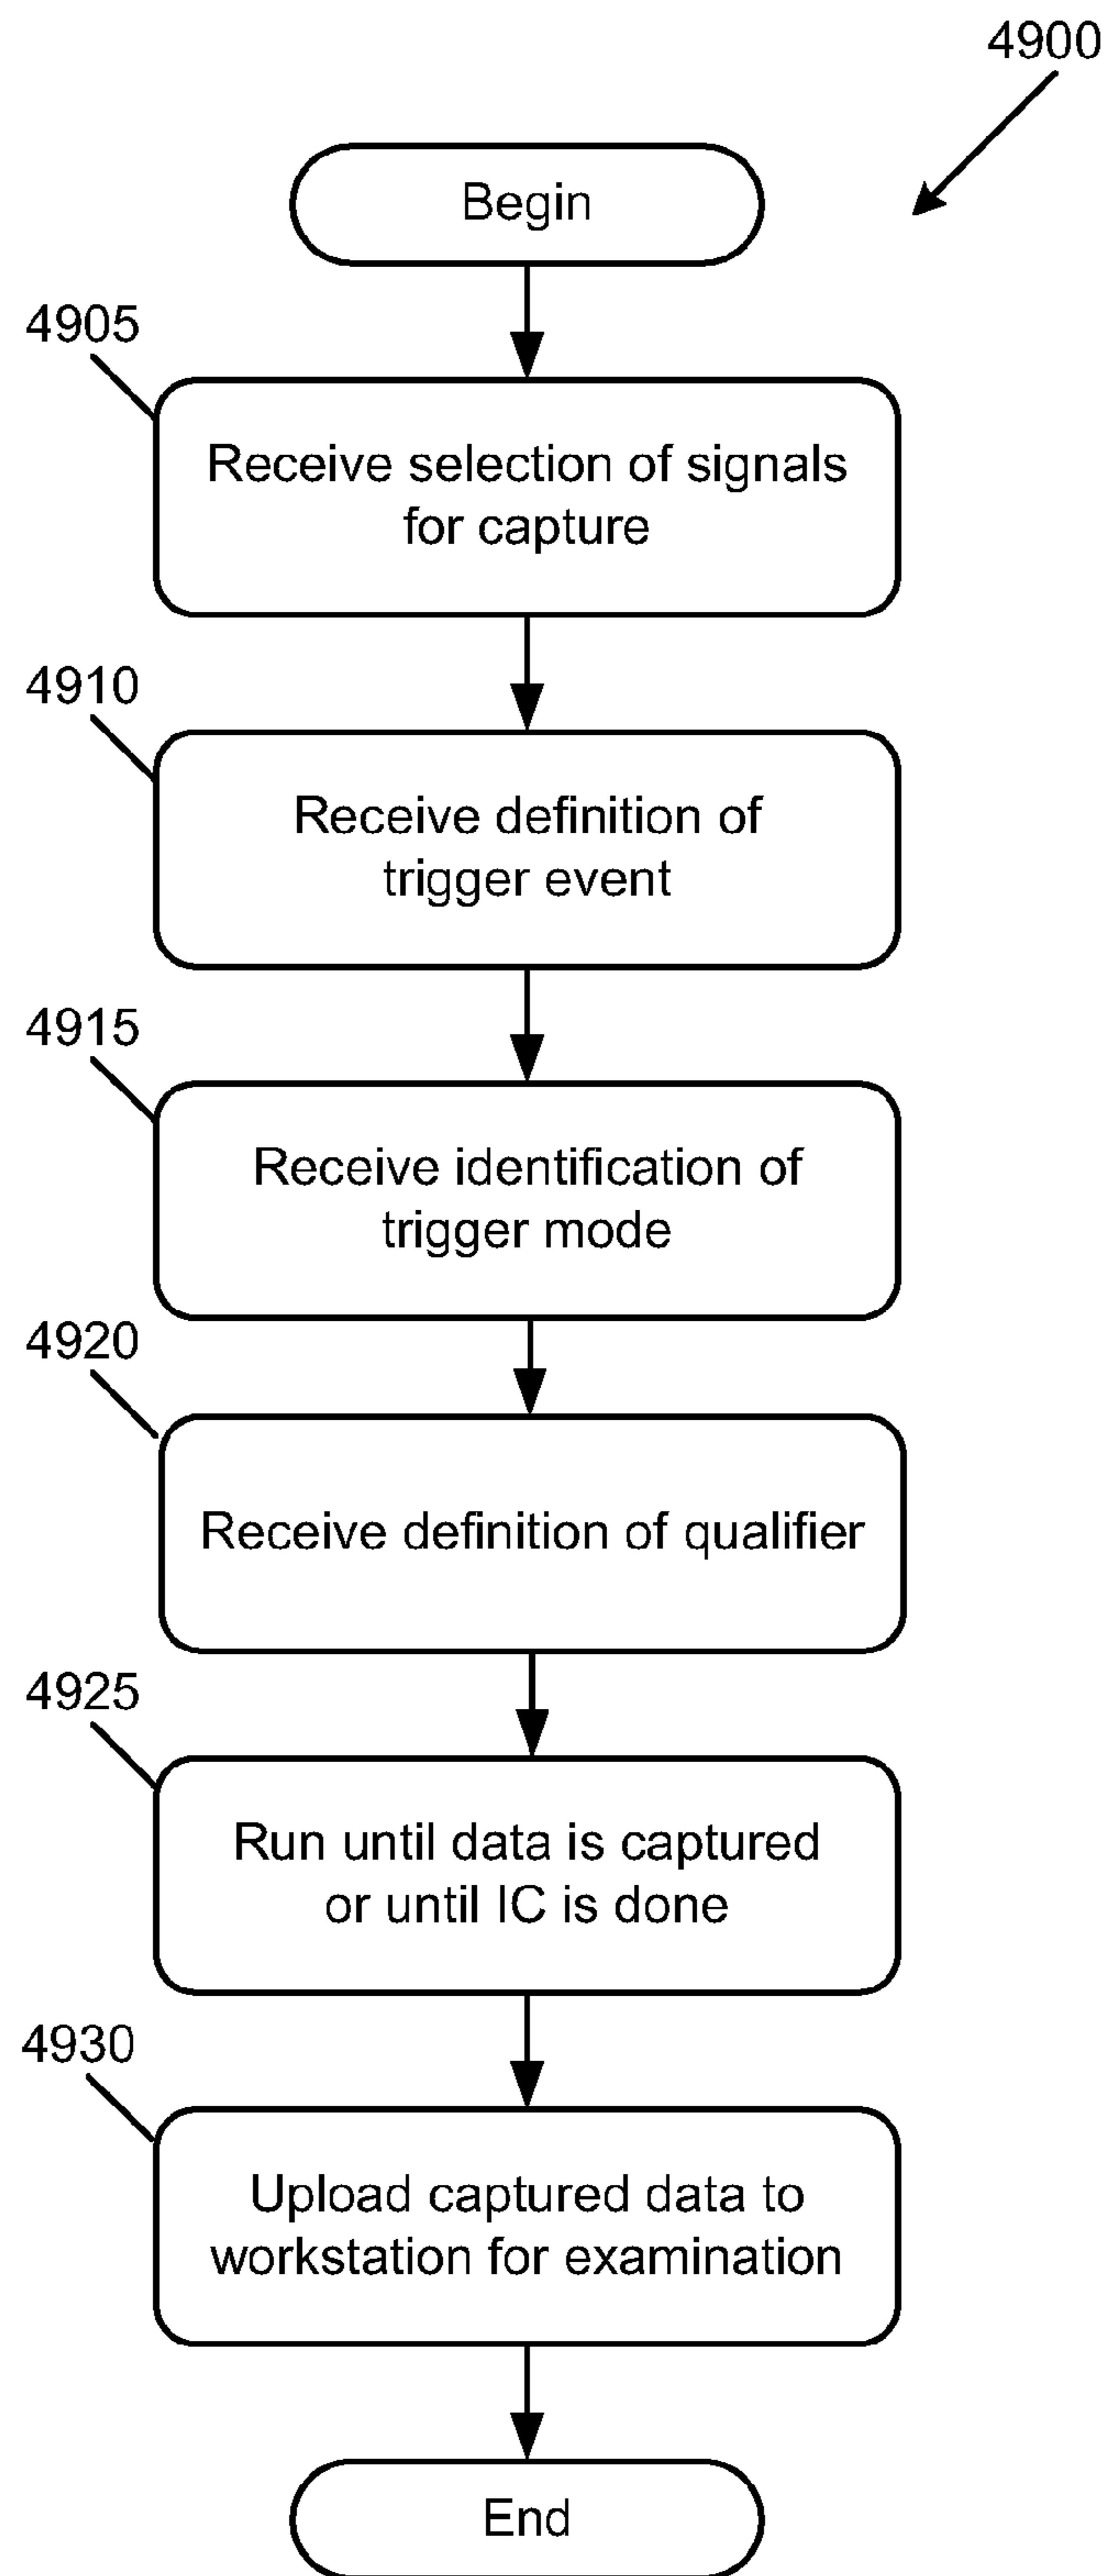 4900
Begin
4905
Receive selection of signals
for capture
4910
Receive definition of
trigger event
4915
Receive identification of
trigger mode
4920
Receive definition of qualifier
4925
Run until data is captured
or until IC is done
4930
Upload captured data to
workstation for examination
End